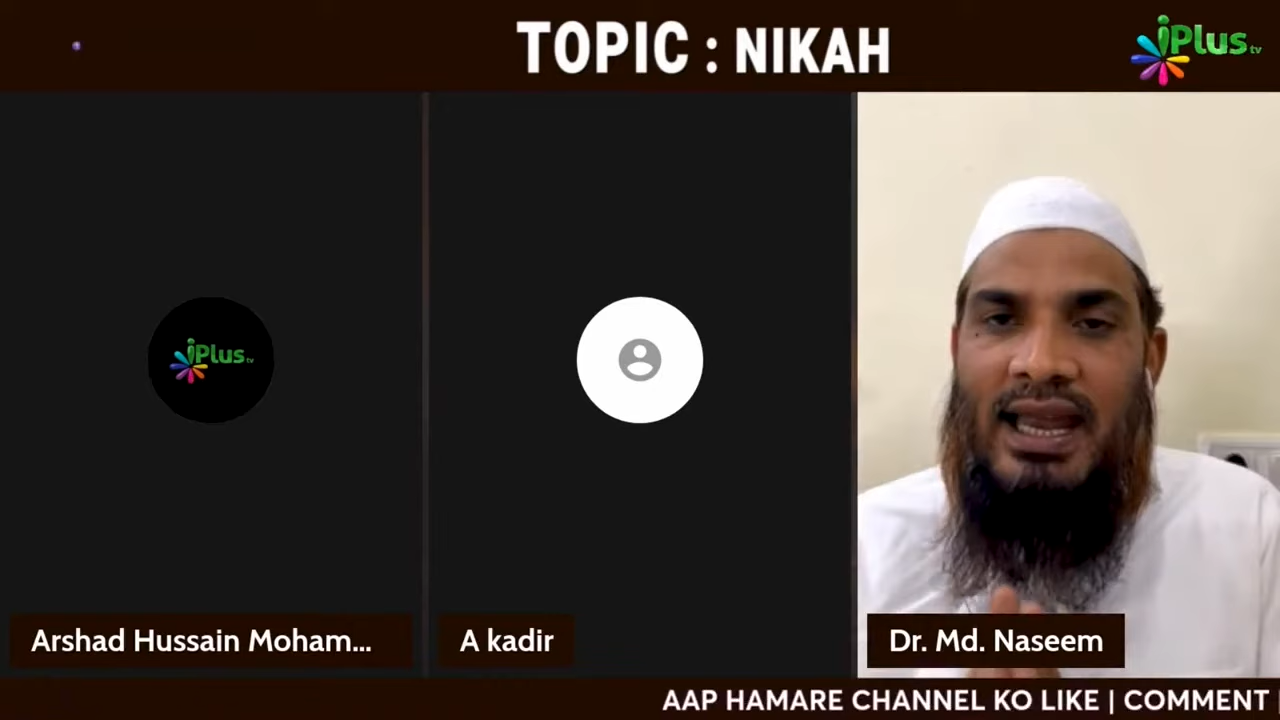 TOPIC : NIKAH
iPlus tv
iPlus tv
Arshad Hussain Moham...
A kadir
Dr. Md. Naseem
AAP HAMARE CHANNEL KO LIKE | COMMENT |